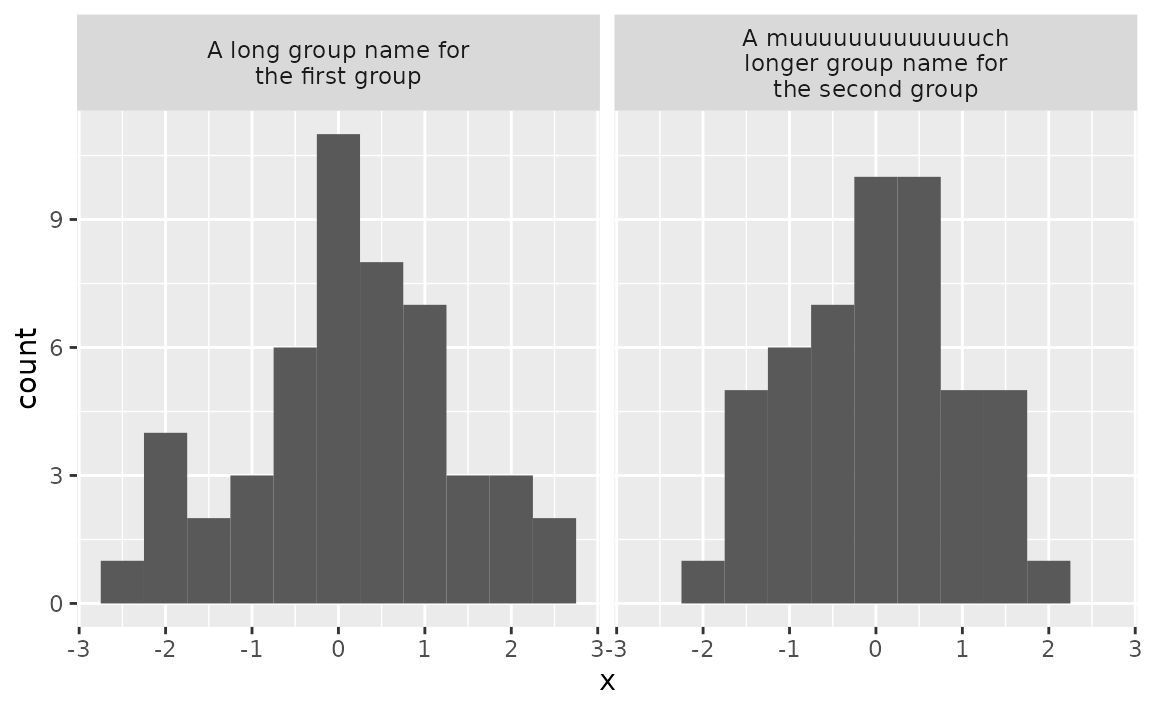 A long group name for
the first group
A muuuuuuuuuuuuuch
longer group name for
the second group
count
9
6
3
0
-3 -2 -1 0 1 2 3
-3 -2 -1 0 1 2 3
x